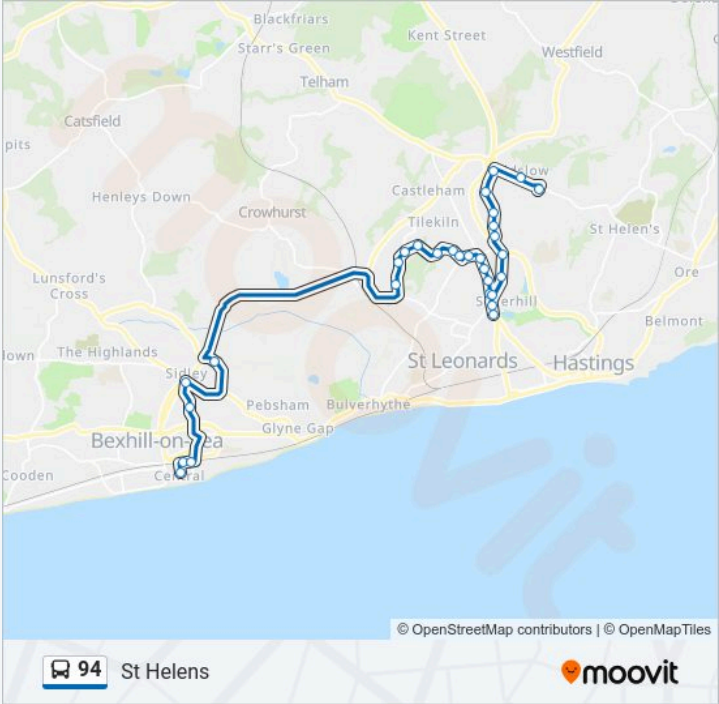 Blackfriars
Kent Street
Starr's Green
Westfield
Telham
Catsfield
pits
Castleham
Henleys Down
Crowhurst
Tilekiln
St Helen's
Lunsford's
Cross
Ore
Belmont
The Highlands
Sidley
St Leonards
Hastings
Pebsham
Bulverhythe
Glyne Gap
Bexhill-on-
Cooden
Central
© OpenStreetMap contributors | © OpenMapTiles
94
St Helens
moovit